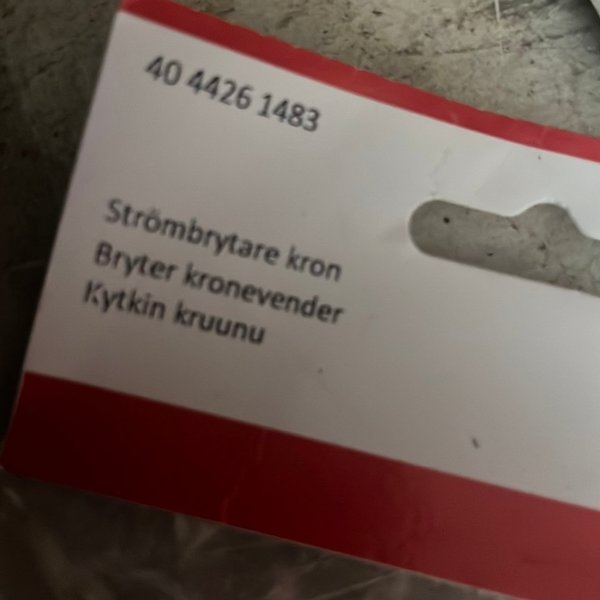 40 4426 1483
Strömbrytare kron
Bryter kronevender
Kytkin kruunu